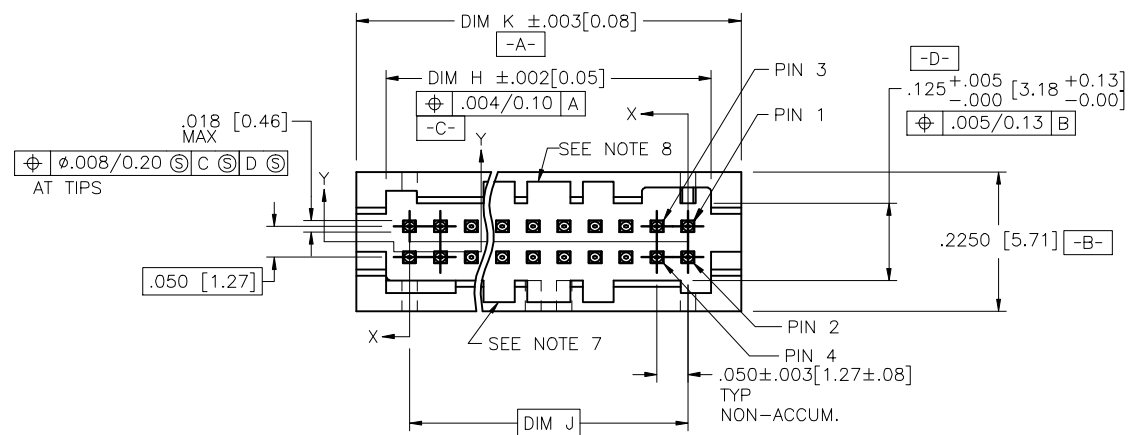 DIM K ±.003[0.08]
-A-
DIM H ±.002[0.05]
⌖ .004/0.10 A
-C-
X
PIN 3
PIN 1
-D-
.125 +.005 -.000 [3.18 +0.13 -0.00]
⌖ .005/0.13 B
.018 [0.46]
MAX
⌖ ø.008/0.20 Ⓢ C Ⓢ D Ⓢ
AT TIPS
Y
Y
SEE NOTE 8
.2250 [5.71] -B-
.050 [1.27]
X
SEE NOTE 7
PIN 2
PIN 4
.050±.003[1.27±.08]
TYP
NON-ACCUM.
DIM J